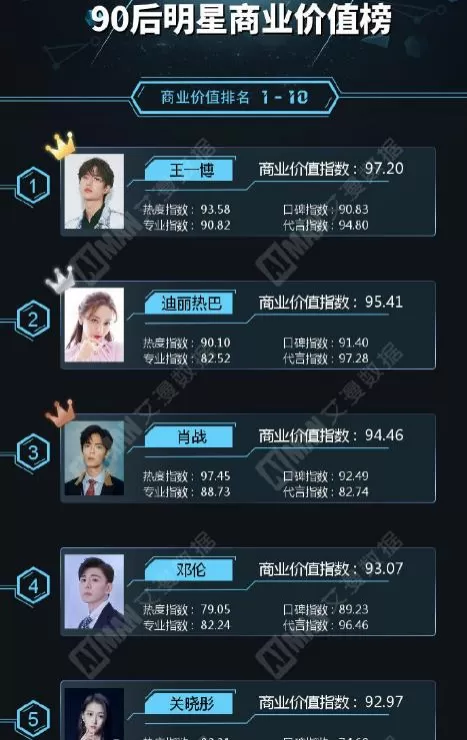 90后明星商业价值榜
商业价值排名 1 - 10
1
王一博
商业价值指数：97.20
热度指数：93.58 口碑指数：90.83
专业指数：90.82 代言指数：94.80
2
迪丽热巴
商业价值指数：95.41
热度指数：90.10 口碑指数：91.40
专业指数：82.52 代言指数：97.28
3
肖战
商业价值指数：94.46
热度指数：97.45 口碑指数：92.49
专业指数：88.73 代言指数：82.74
4
邓伦
商业价值指数：93.07
热度指数：79.05 口碑指数：89.23
专业指数：82.24 代言指数：96.46
5
关晓彤
商业价值指数：92.97
艾漫数据